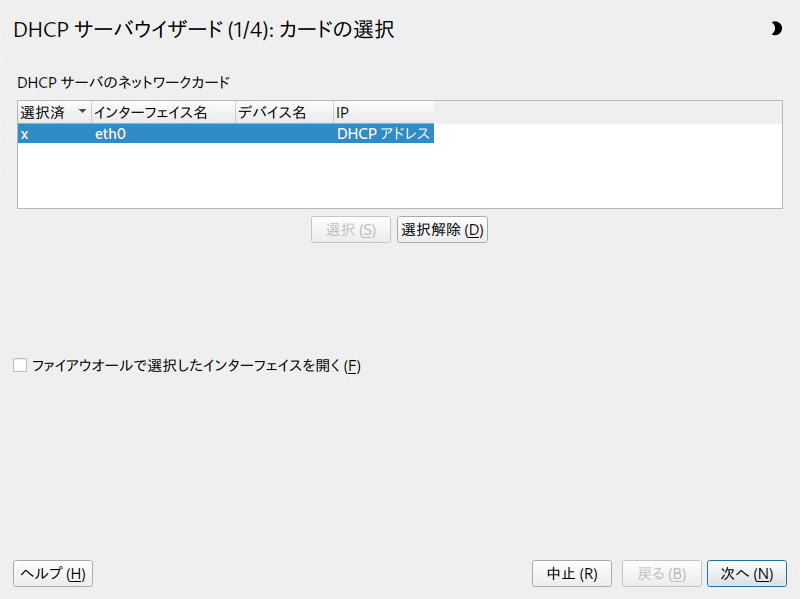 DHCP サーバウイザード (1/4): カードの選択
DHCP サーバのネットワークカード
選択済 インターフェイス名 デバイス名 IP
x eth0 DHCP アドレス
選択 (S) 選択解除 (D)
ファイアウオールで選択したインターフェイスを開く(F)
ヘルプ (H) 中止 (R) 戻る (B) 次へ (N)